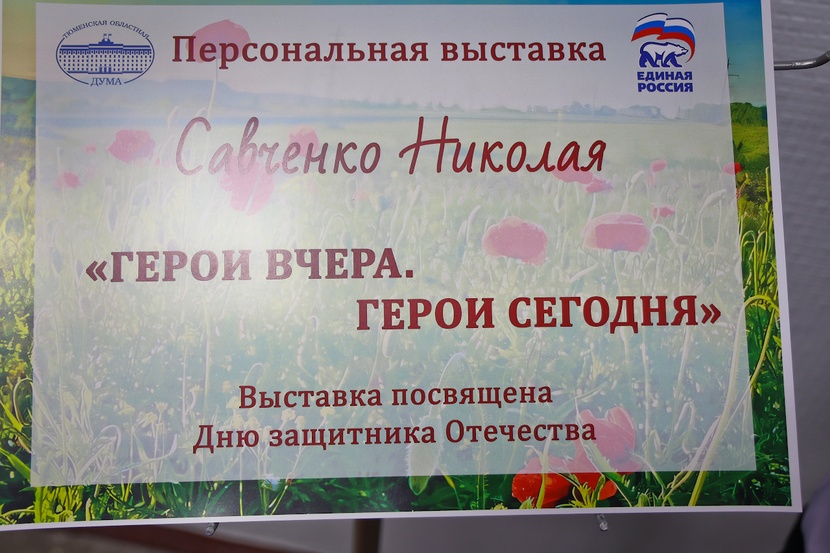 ТЮМЕНСКАЯ ОБЛАСТНАЯ
ДУМА
Персональная выставка
ЕДИНАЯ
РОССИЯ
Савченко Николая
«ГЕРОИ ВЧЕРА.
ГЕРОИ СЕГОДНЯ»
Выставка посвящена
Дню защитника Отечества